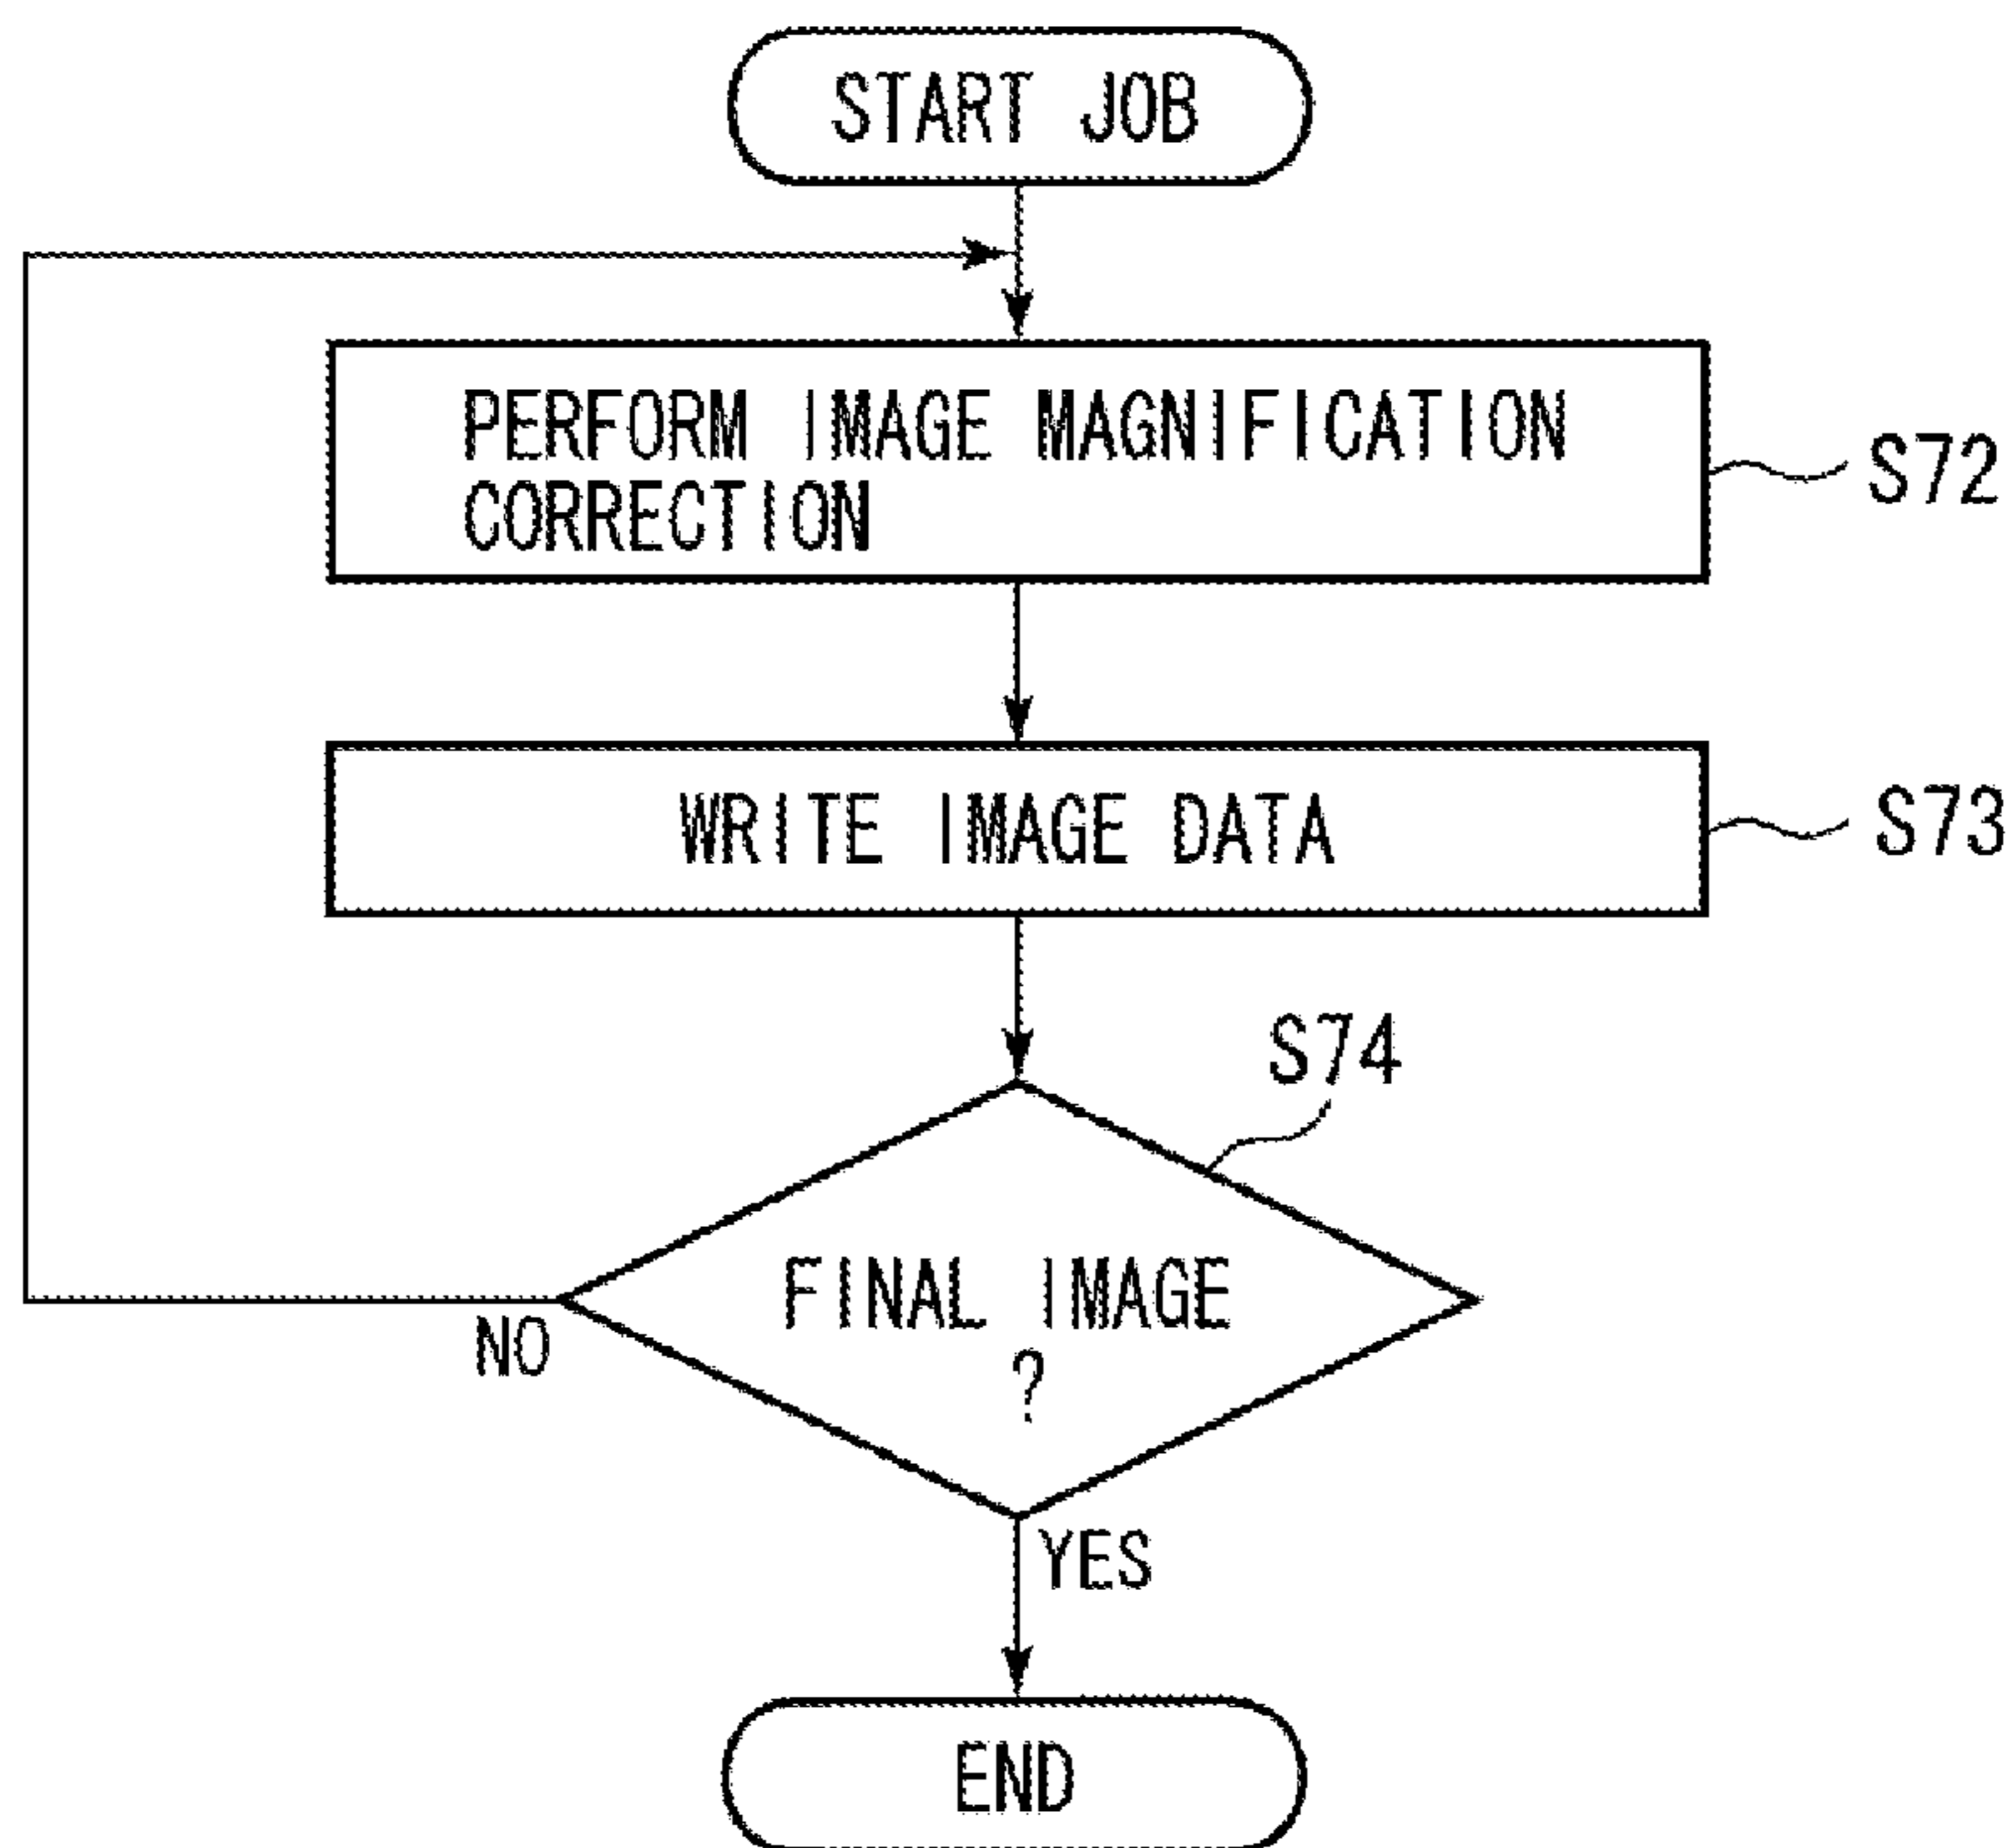 START JOB
PERFORM IMAGE MAGNIFICATION
CORRECTION
S72
WRITE IMAGE DATA
S73
S74
FINAL IMAGE
?
NO
YES
END